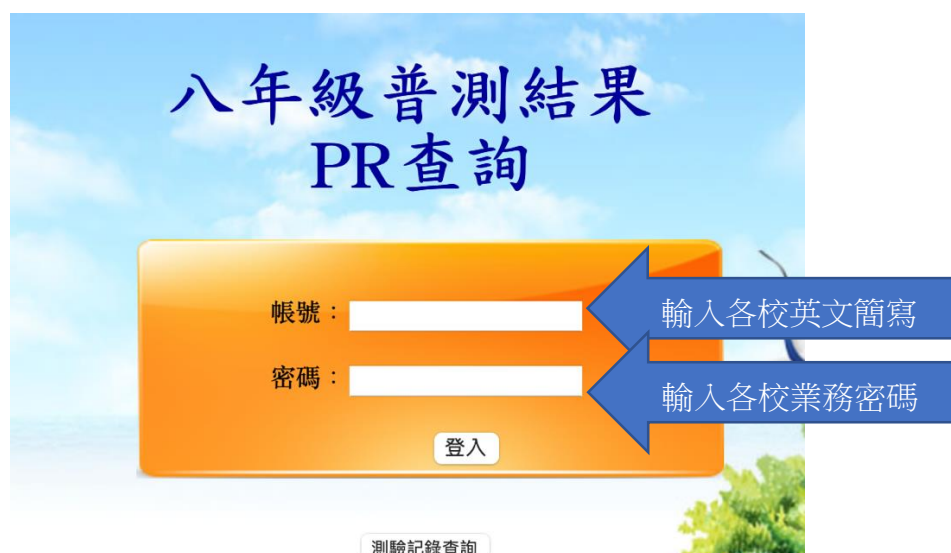 八年級普測結果
PR查詢
帳號：
輸入各校英文簡寫
密碼：
輸入各校業務密碼
登入
測驗記錄查詢